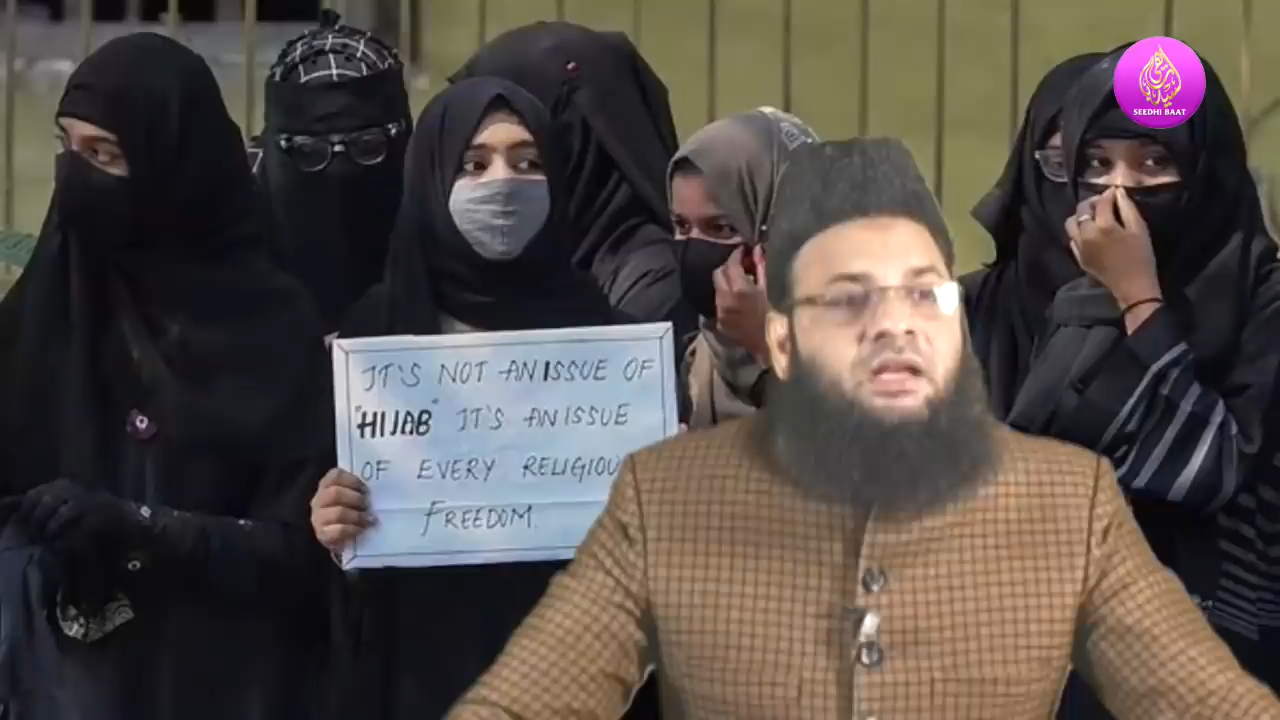 SEEDHI BAAT
IT'S NOT AN ISSUE OF
"HIJAB" IT'S AN ISSUE
OF EVERY RELIGIOU
FREEDOM.